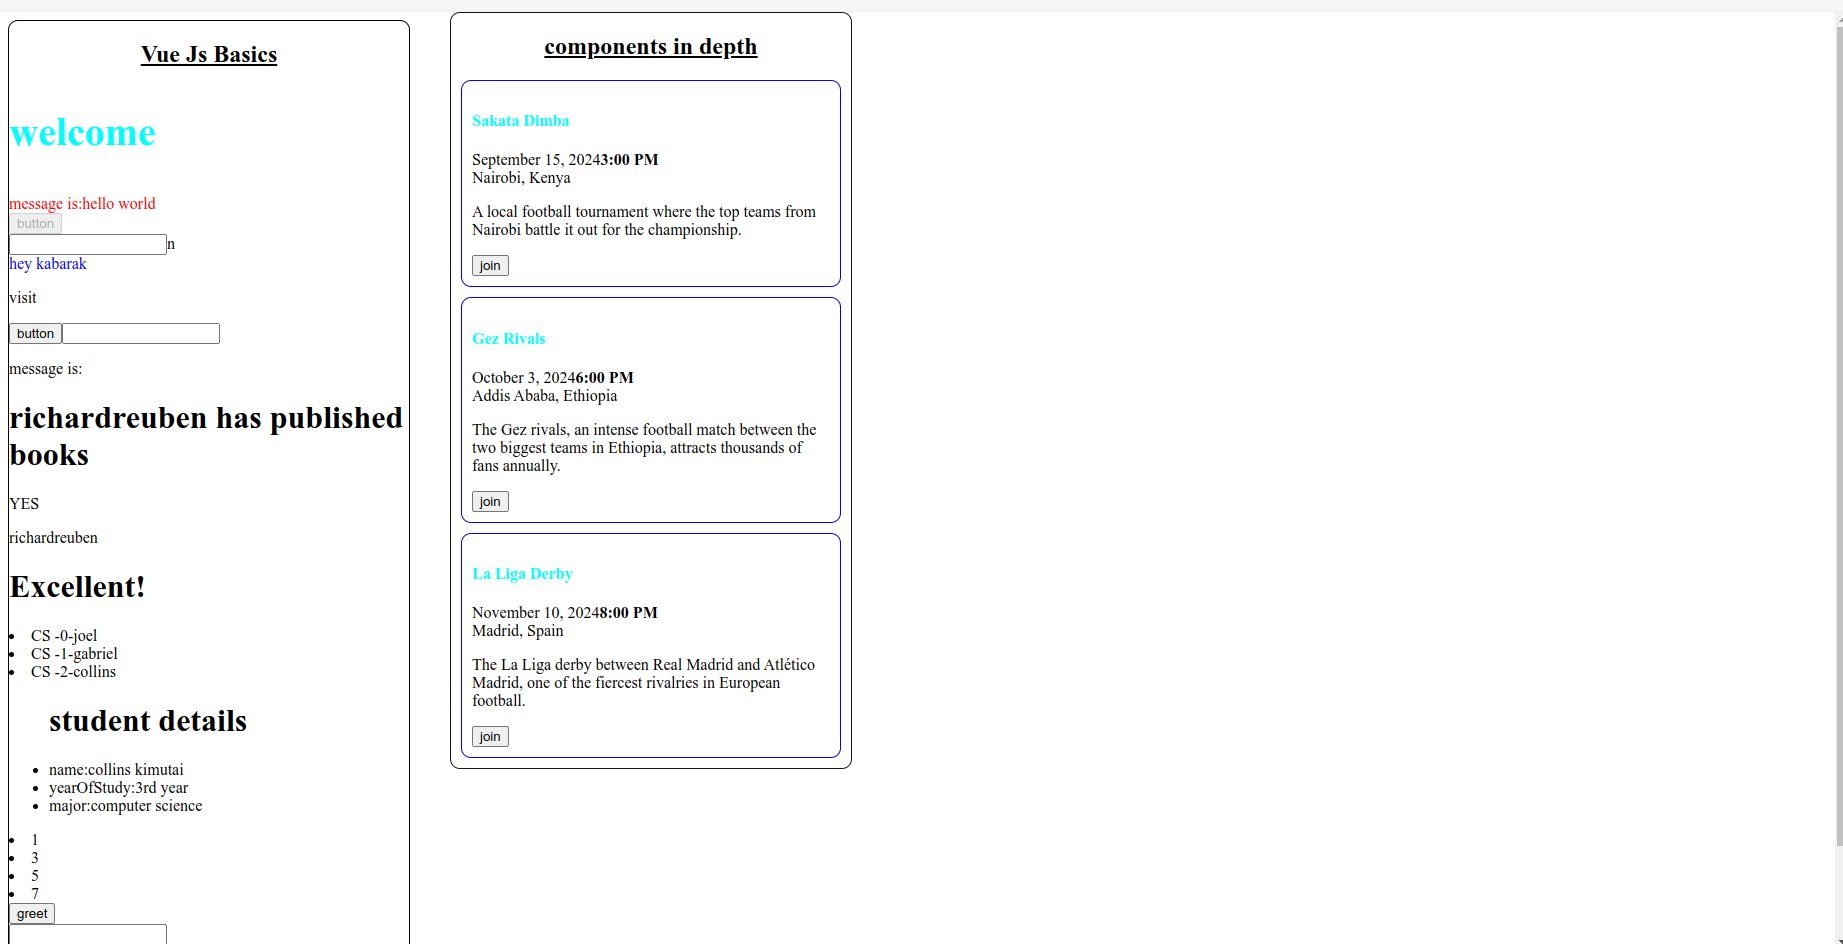 Vue Js Basics
welcome
message is:hello world
button
n
hey kabarak
visit
button
message is:
richardreuben has published
books
YES
richardreuben
Excellent!
CS -0-joel
CS -1-gabriel
CS -2-collins
student details
name:collins kimutai
yearOfStudy:3rd year
major:computer science
1
3
5
7
greet
components in depth
Sakata Dimba
September 15, 20243:00 PM
Nairobi, Kenya
A local football tournament where the top teams from
Nairobi battle it out for the championship.
join
Gez Rivals
October 3, 20246:00 PM
Addis Ababa, Ethiopia
The Gez rivals, an intense football match between the
two biggest teams in Ethiopia, attracts thousands of
fans annually.
join
La Liga Derby
November 10, 20248:00 PM
Madrid, Spain
The La Liga derby between Real Madrid and Atlético
Madrid, one of the fiercest rivalries in European
football.
join